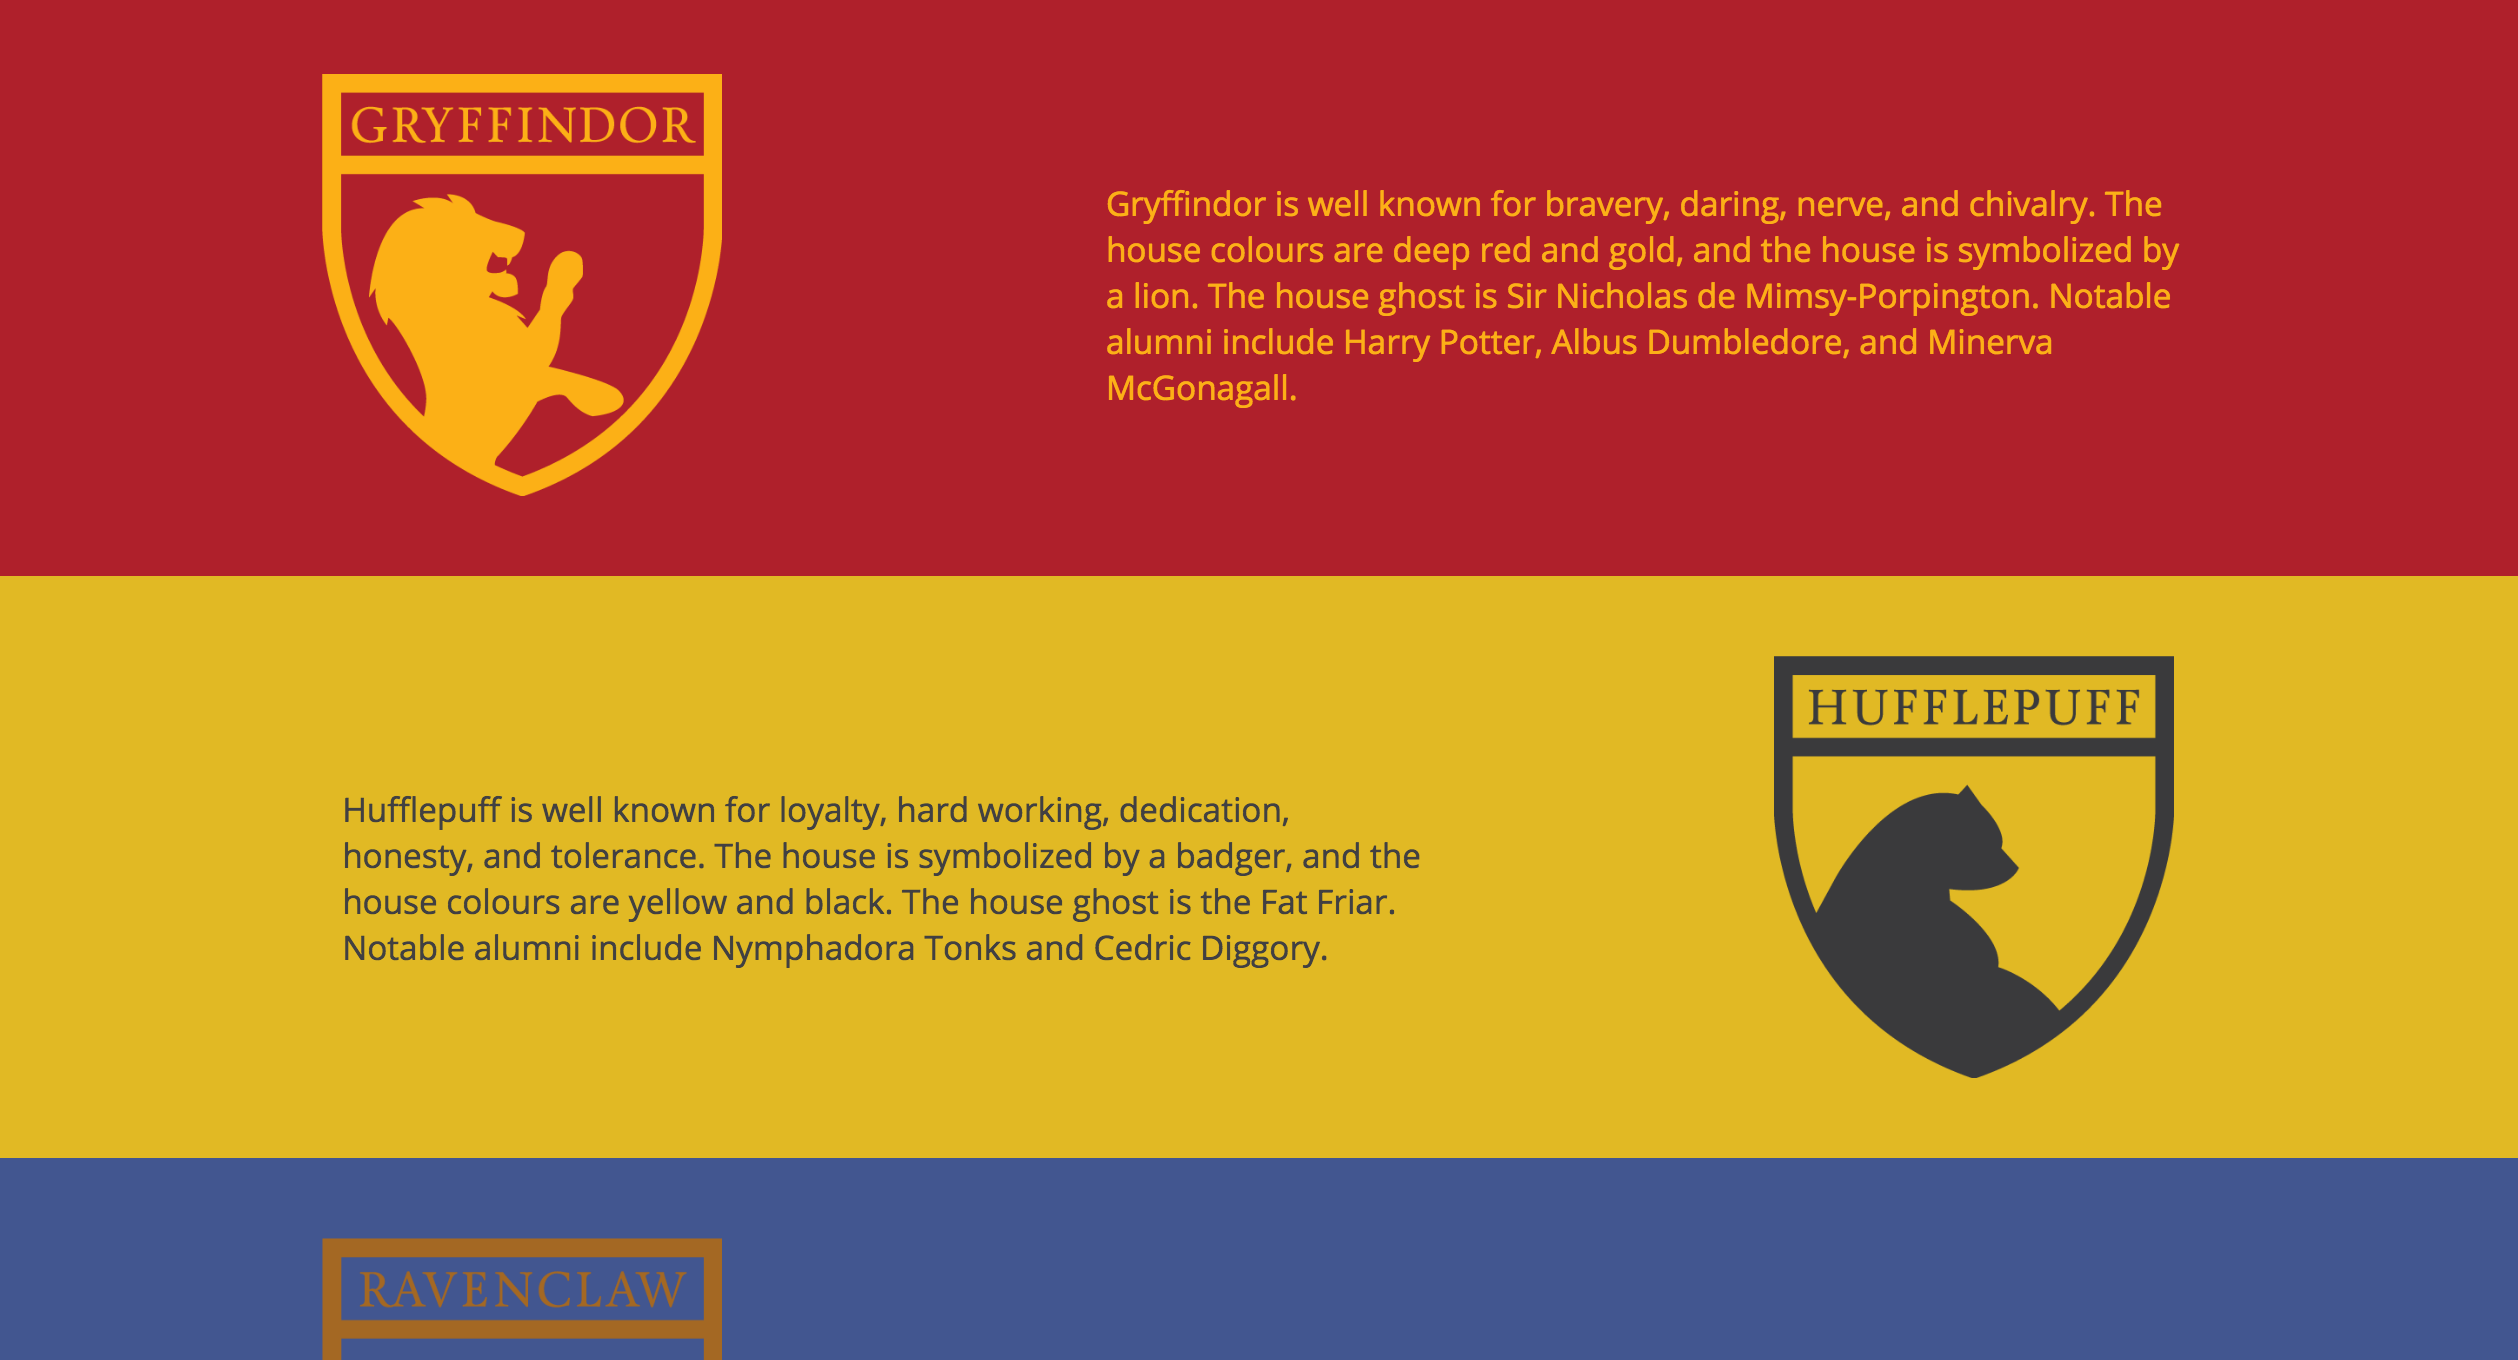 GRYFFINDOR
Gryffindor is well known for bravery, daring, nerve, and chivalry. The
house colours are deep red and gold, and the house is symbolized by
a lion. The house ghost is Sir Nicholas de Mimsy-Porpington. Notable
alumni include Harry Potter, Albus Dumbledore, and Minerva
McGonagall.
HUFFLEPUFF
Hufflepuff is well known for loyalty, hard working, dedication,
honesty, and tolerance. The house is symbolized by a badger, and the
house colours are yellow and black. The house ghost is the Fat Friar.
Notable alumni include Nymphadora Tonks and Cedric Diggory.
RAVENCLAW